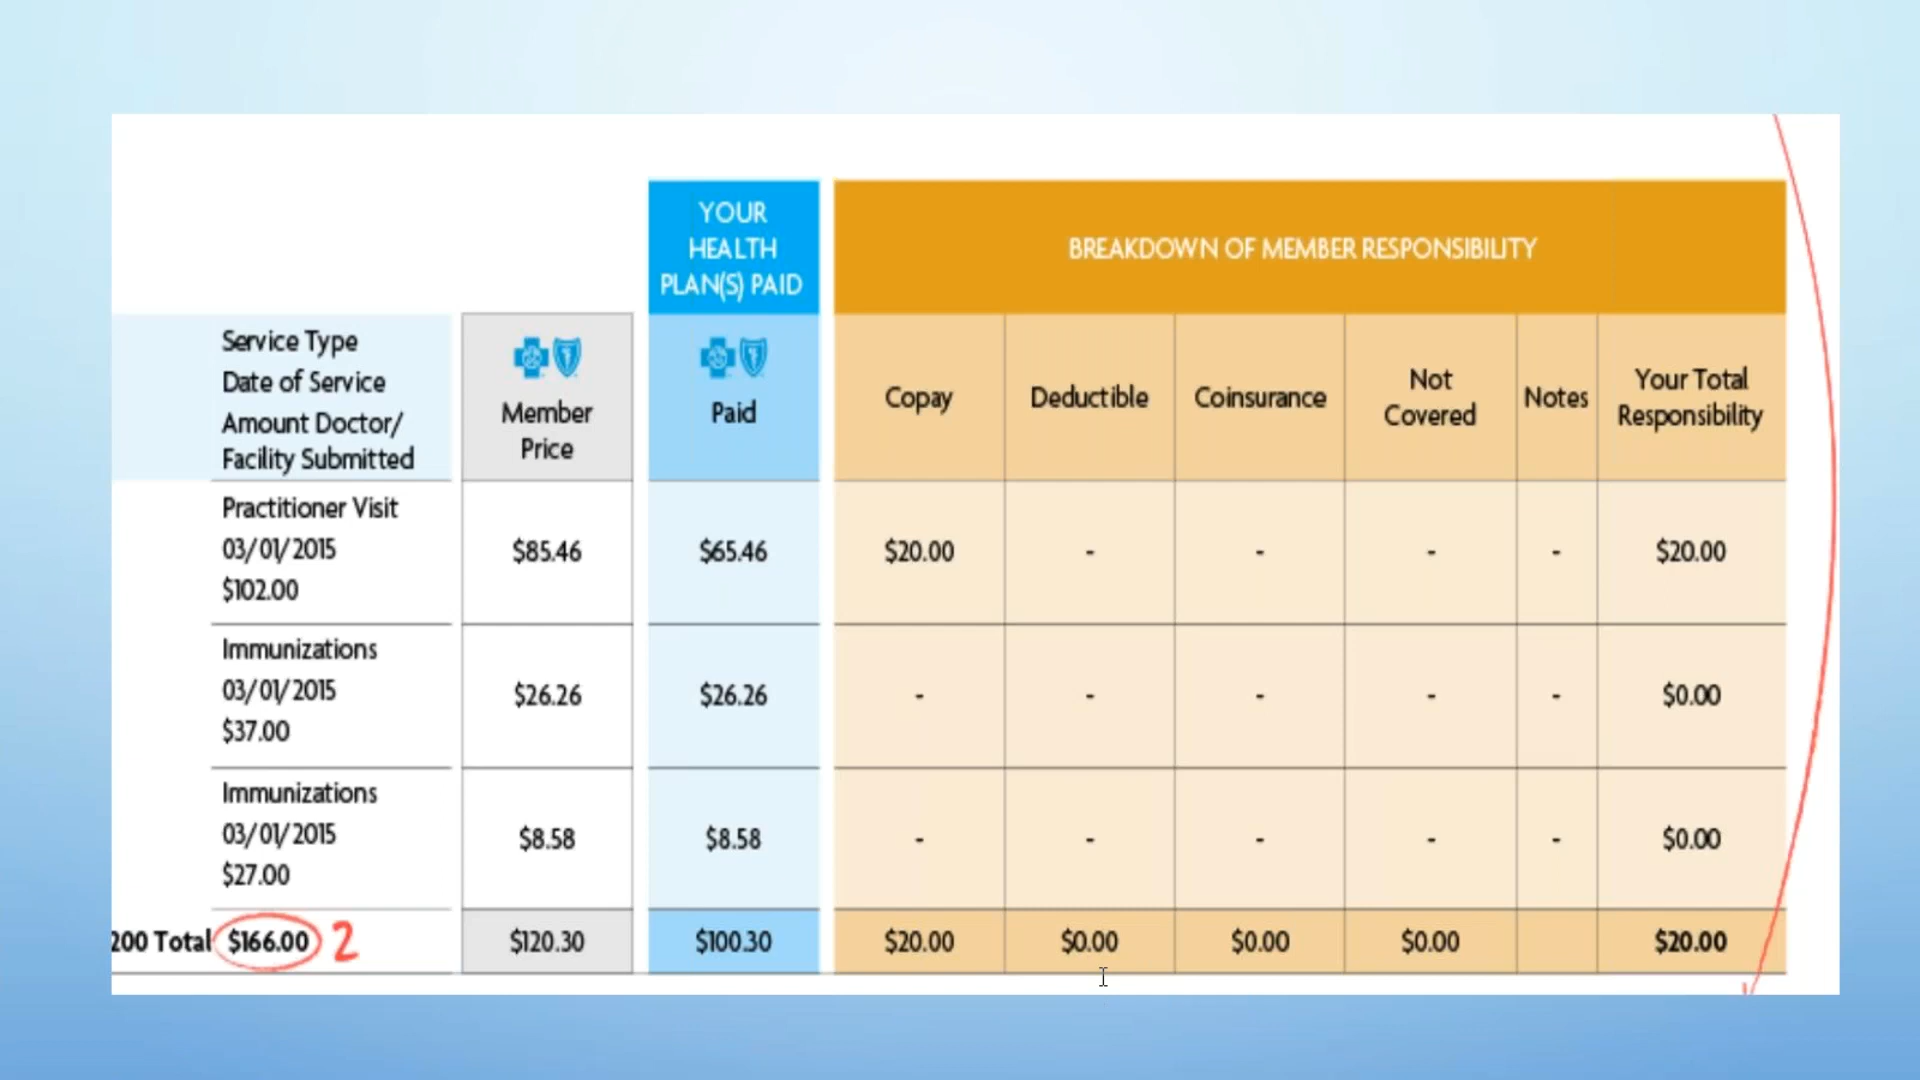 YOUR
HEALTH
PLAN(S) PAID
BREAKDOWN OF MEMBER RESPONSIBILITY
Service Type
Date of Service
Amount Doctor/
Facility Submitted
Member
Price
Paid
Copay
Deductible
Coinsurance
Not
Covered
Notes
Your Total
Responsibility
Practitioner Visit
03/01/2015
$102.00
$85.46
$65.46
$20.00
-
-
-
-
$20.00
Immunizations
03/01/2015
$37.00
$26.26
$26.26
-
-
-
-
-
$0.00
Immunizations
03/01/2015
$27.00
$8.58
$8.58
-
-
-
-
-
$0.00
200 Total $166.00 2
$120.30
$100.30
$20.00
$0.00
$0.00
$0.00
$20.00